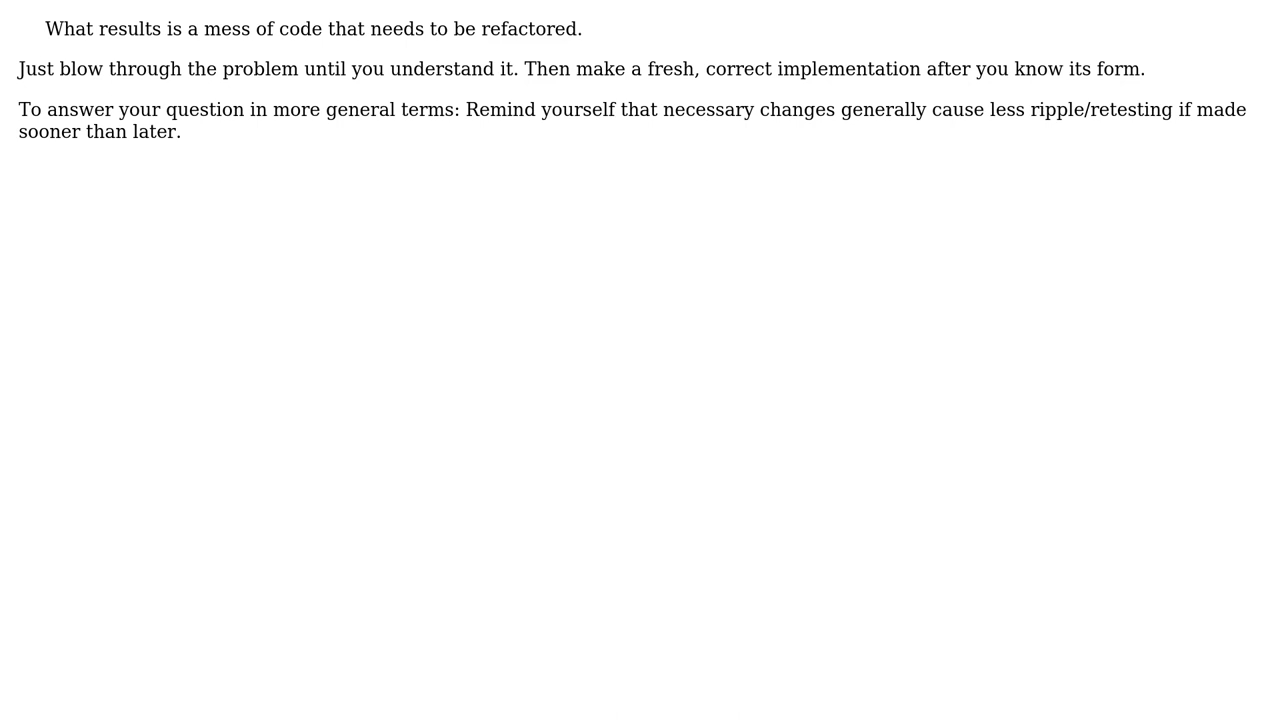 What results is a mess of code that needs to be refactored.
Just blow through the problem until you understand it. Then make a fresh, correct implementation after you know its form.
To answer your question in more general terms: Remind yourself that necessary changes generally cause less ripple/retesting if made
sooner than later.